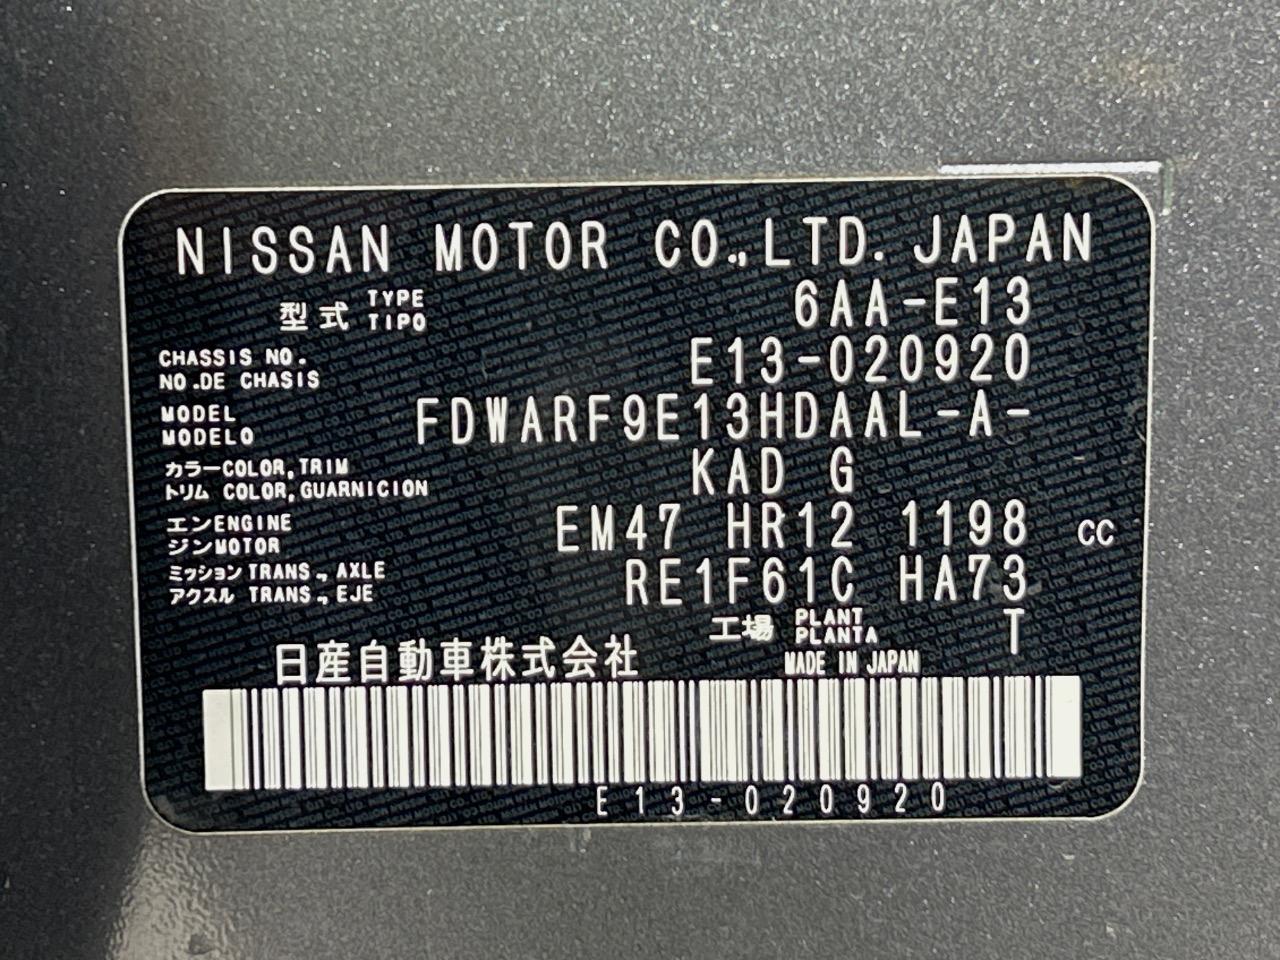 NISSAN MOTOR CO.,LTD. JAPAN
型式 TYPE TIPO 6AA-E13
CHASSIS NO. E13-020920
NO.DE CHASIS
MODEL FDWARF9E13HDAAL-A-
MODELO
カラーCOLOR,TRIM KAD G
トリム COLOR,GUARNICION
エンENGINE EM47 HR12 1198 cc
ジンMOTOR
ミッション TRANS., AXLE RE1F61C HA73
アクスル TRANS., EJE
工場 PLANT PLANTA T
日産自動車株式会社 MADE IN JAPAN
E13-020920